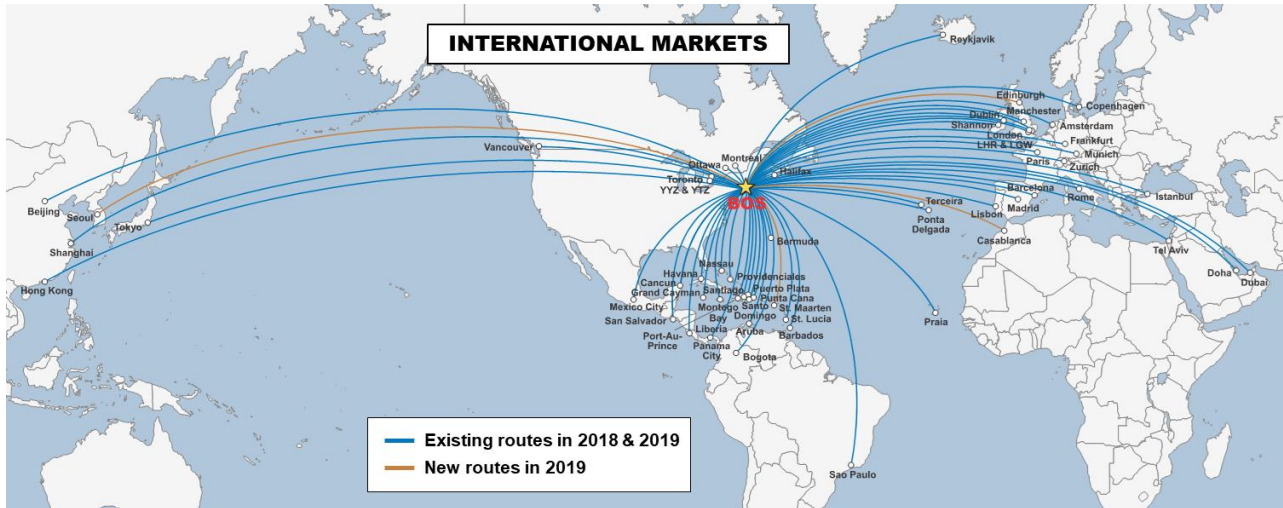 INTERNATIONAL MARKETS
Reykjavik
Edinburgh
Manchester
Copenhagen
Dublin
Shannon
Amsterdam
London
LHR & LGW
Frankfurt
Munich
Paris
Zurich
Vancouver
Ottawa
Montreal
Halifax
Toronto
YYZ & YTZ
BOS
Barcelona
Rome
Istanbul
Madrid
Lisbon
Terceira
Ponta
Delgada
Casablanca
Tel Aviv
Doha
Dubai
Beijing
Seoul
Tokyo
Shanghai
Hong Kong
Bermuda
Nassau
Havana
Providenciales
Cancun
Grand Cayman
Santiago
Puerto Plata
Punta Cana
Mexico City
Montego
Bay
Santo
Domingo
St. Maarten
San Salvador
St. Lucia
Port-Au-
Prince
Liberia
Aruba
Barbados
Panama
City
Bogota
Praia
Sao Paulo
Existing routes in 2018 & 2019
New routes in 2019